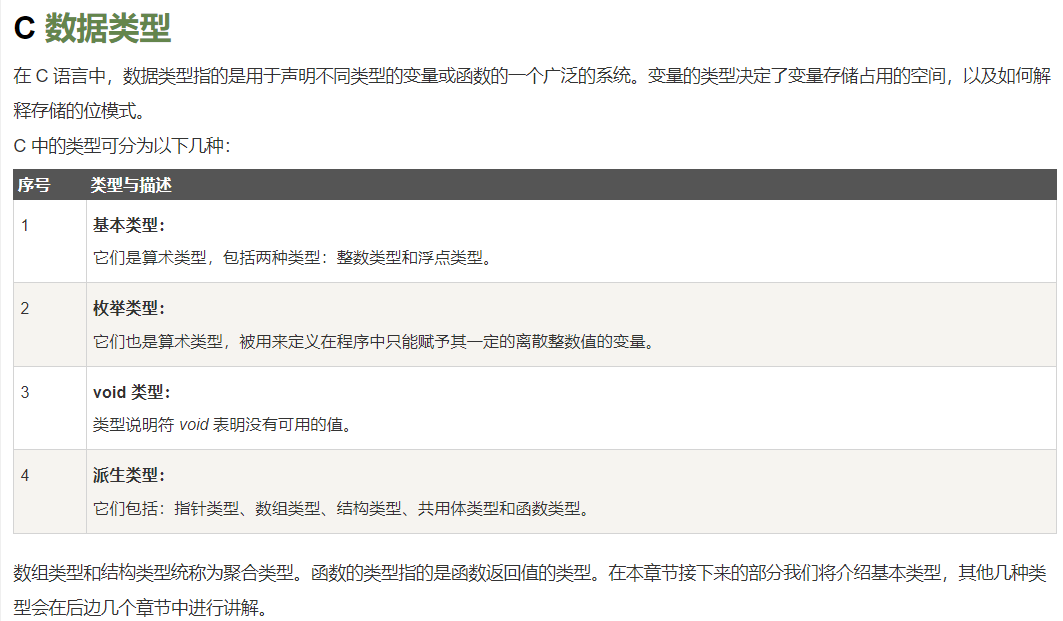 C 数据类型
在 C 语言中，数据类型指的是用于声明不同类型的变量或函数的一个广泛的系统。变量的类型决定了变量存储占用的空间，以及如何解
释存储的位模式。
C 中的类型可分为以下几种：
序号 类型与描述
1 基本类型：
它们是算术类型，包括两种类型：整数类型和浮点类型。
2 枚举类型：
它们也是算术类型，被用来定义在程序中只能赋予其一定的离散整数值的变量。
3 void 类型：
类型说明符 void 表明没有可用的值。
4 派生类型：
它们包括：指针类型、数组类型、结构类型、共用体类型和函数类型。
数组类型和结构类型统称为聚合类型。函数的类型指的是函数返回值的类型。在本章节接下来的部分我们将介绍基本类型，其他几种类
型会在后边几个章节中进行讲解。